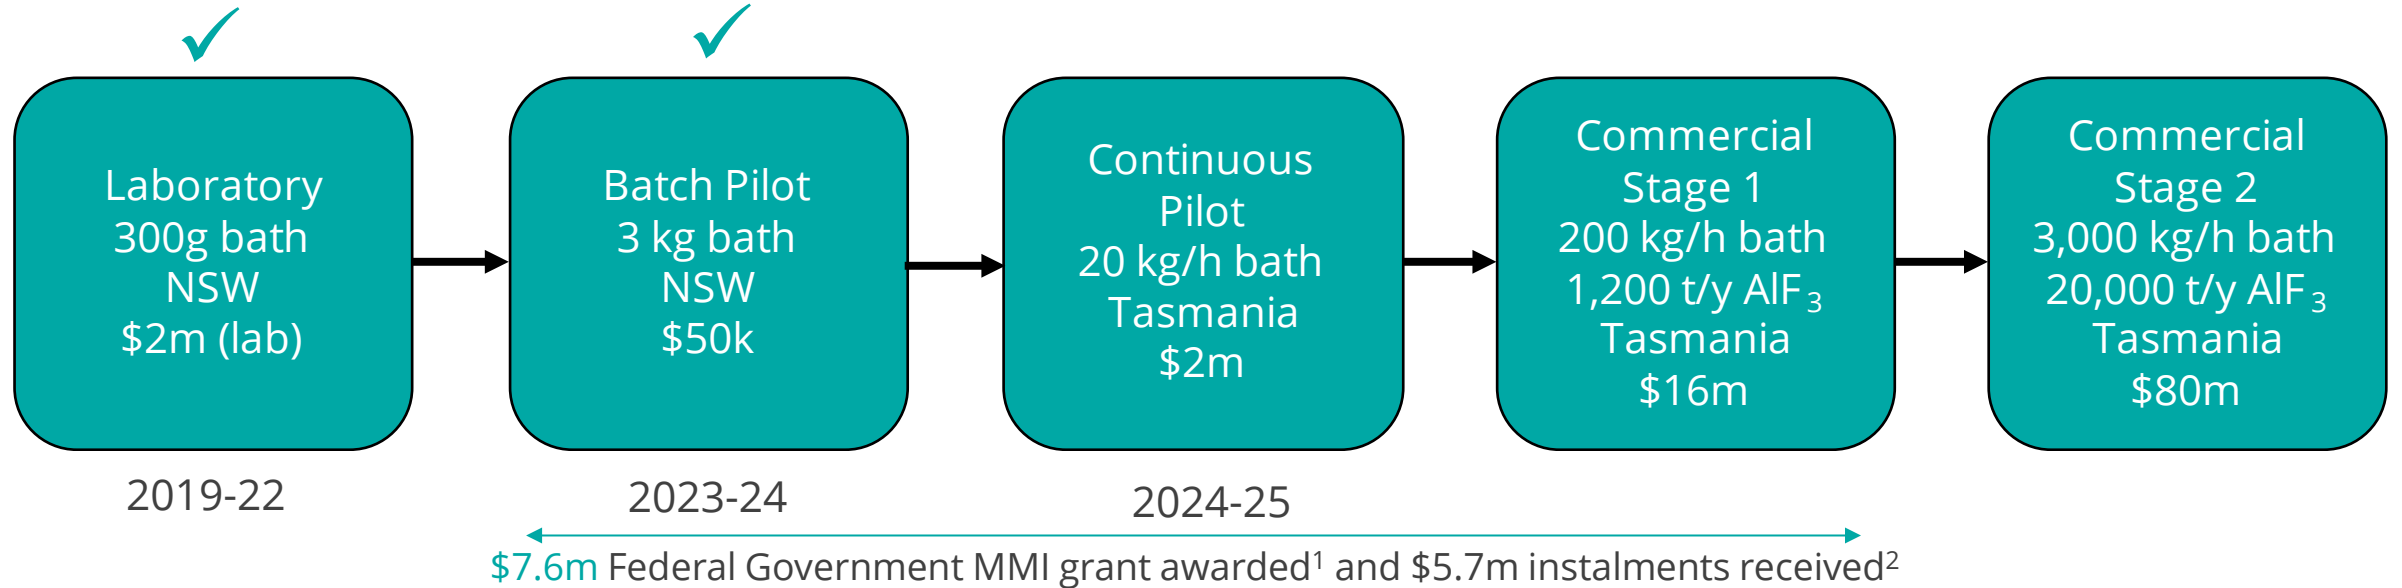 Laboratory
300g bath
NSW
$2m (lab)
Batch Pilot
3 kg bath
NSW
$50k
Continuous
Pilot
20 kg/h bath
Tasmania
$2m
Commercial
Stage 1
200 kg/h bath
1,200 t/y AlF₃
Tasmania
$16m
Commercial
Stage 2
3,000 kg/h bath
20,000 t/y AlF₃
Tasmania
$80m
2019-22
2023-24
2024-25
$7.6m Federal Government MMI grant awarded¹ and $5.7m instalments received²